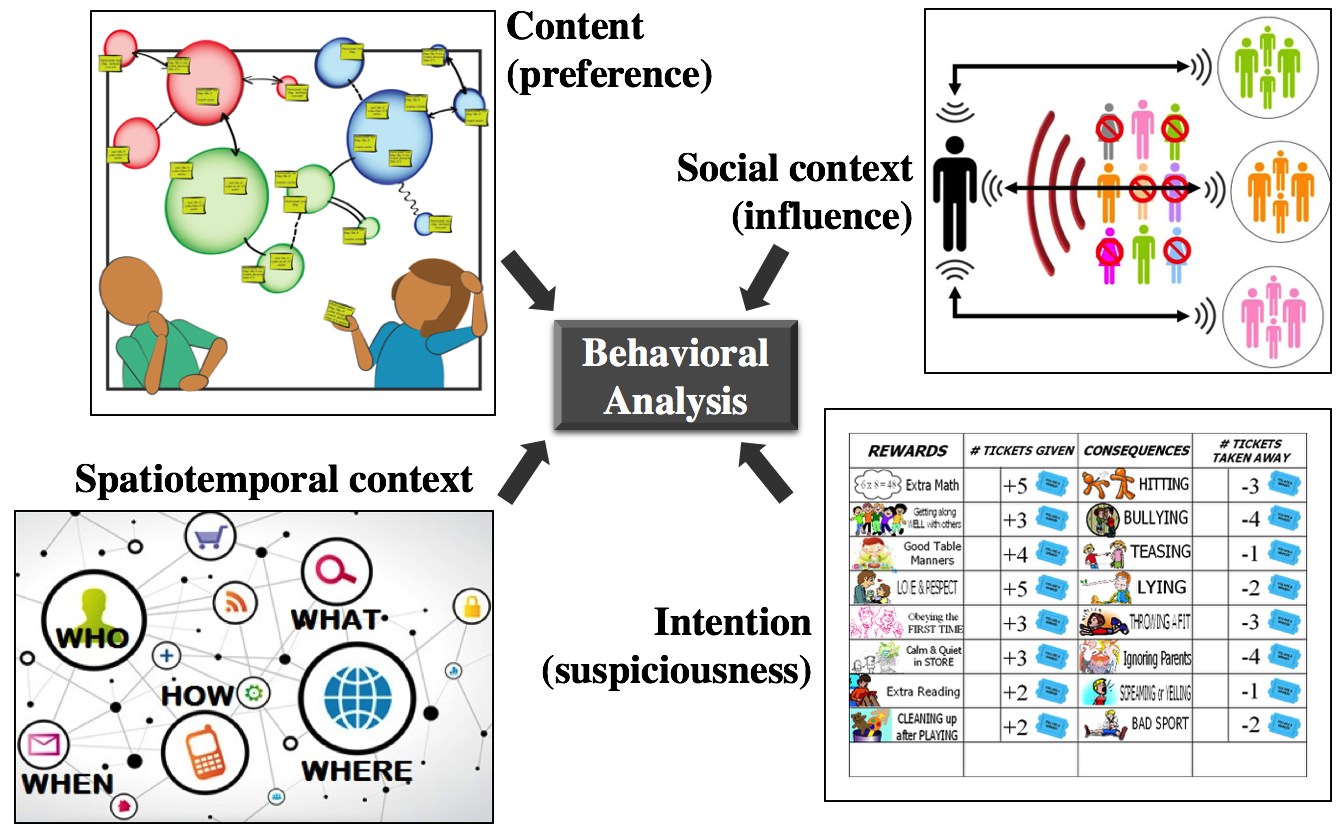 Content
(preference)
Social context
(influence)
Behavioral
Analysis
Spatiotemporal context
WHO
WHAT
HOW
WHEN
WHERE
Intention
(suspiciousness)
REWARDS # TICKETS GIVEN CONSEQUENCES # TICKETS
TAKEN AWAY
6 x 8 = 48 Extra Math +5 HITTING -3
Getting along
WELL with others +3 BULLYING -4
Good Table
Manners +4 TEASING -1
LOVE & RESPECT +5 LYING -2
Obeying the
FIRST TIME +3 THROWING A FIT -3
Calm & Quiet
in STORE +3 Ignoring Parents -4
Extra Reading +2 SCREAMING or YELLING -1
CLEANING up
after PLAYING +2 BAD SPORT -2